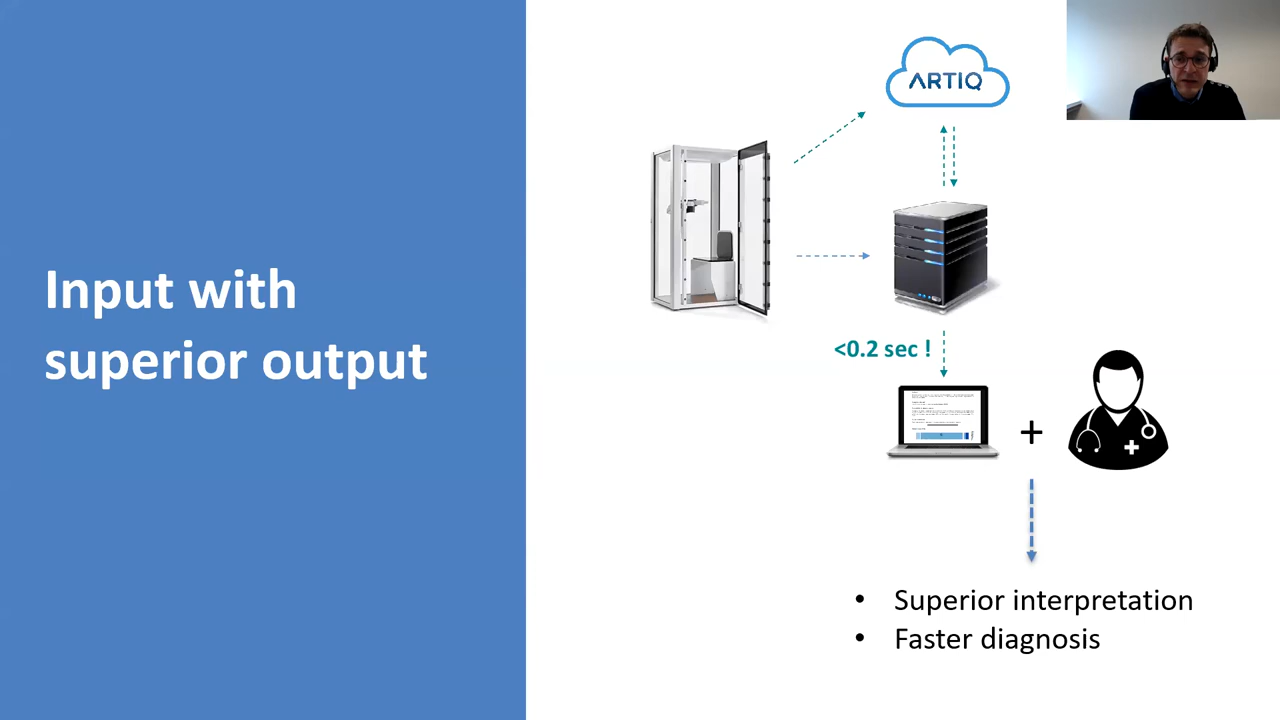 Input with
superior output
ARTIQ
<0.2 sec !
+
• Superior interpretation
• Faster diagnosis